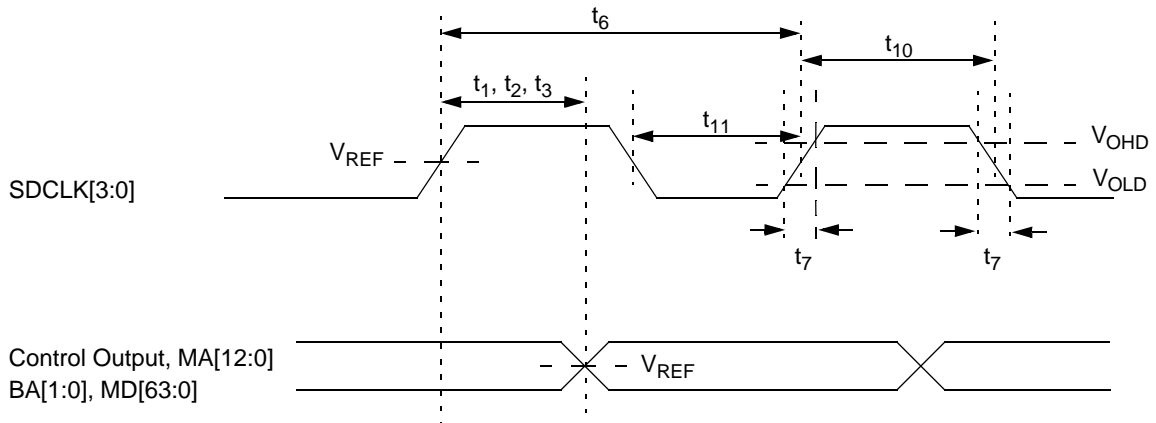 t6
t10
t1, t2, t3
t11
VREF
VOHD
SDCLK[3:0]
VOLD
t7
t7
Control Output, MA[12:0]
VREF
BA[1:0], MD[63:0]